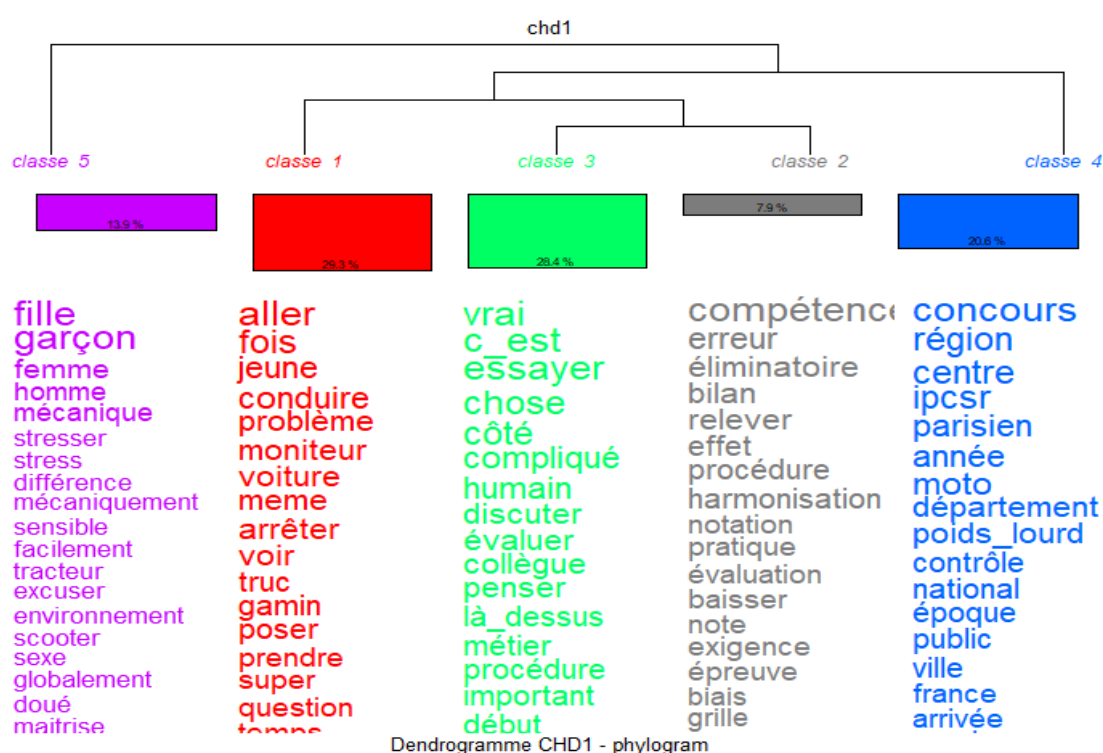 chd1
classe 5
classe 1
classe 3
classe 2
classe 4
13.9 %
29.3 %
28.4 %
7.9 %
20.6 %
fille
garçon
femme
homme
mécanique
stresser
stress
différence
mécaniquement
sensible
facilement
tracteur
excuser
environnement
scooter
sexe
globalement
doué
maitrise
aller
fois
jeune
conduire
problème
moniteur
voiture
meme
arrêter
voir
truc
gamin
poser
prendre
super
question
temps
vrai
c_est
essayer
chose
côté
compliqué
humain
discuter
évaluer
collègue
penser
là_dessus
métier
procédure
important
début
compétence
erreur
éliminatoire
bilan
relever
effet
procédure
harmonisation
notation
pratique
évaluation
baisser
note
exigence
épreuve
biais
grille
concours
région
centre
ipcsr
parisien
année
moto
département
poids_lourd
contrôle
national
époque
public
ville
france
arrivée
Dendrogramme CHD1 - phylogram